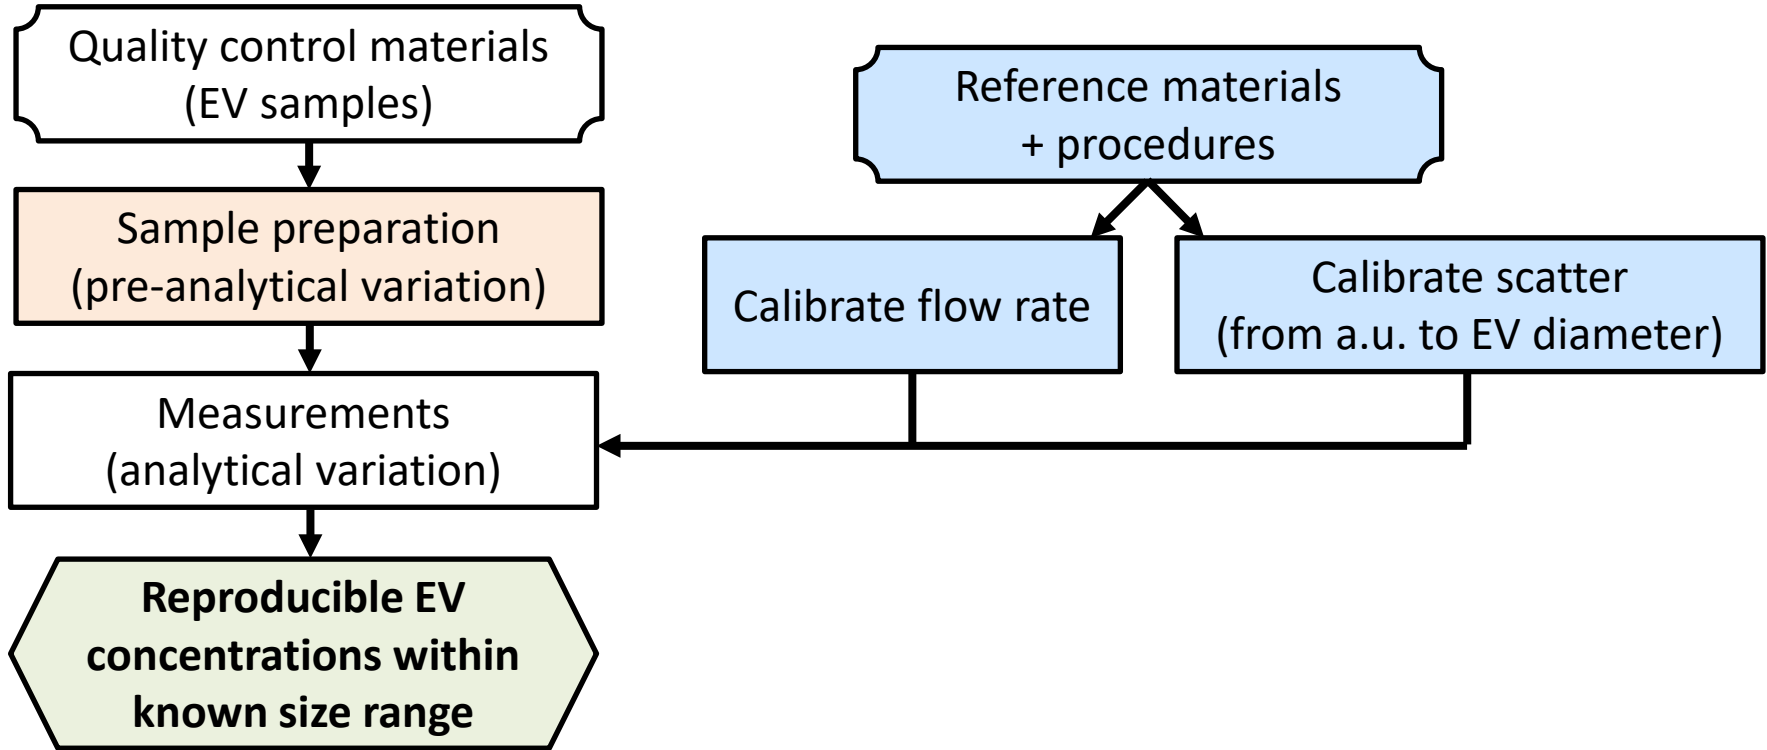 Quality control materials
(EV samples)
Sample preparation
(pre-analytical variation)
Measurements
(analytical variation)
Reproducible EV
concentrations within
known size range
Reference materials
+ procedures
Calibrate flow rate
Calibrate scatter
(from a.u. to EV diameter)